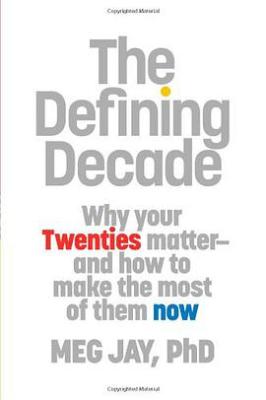 The
Defining
Decade
Why your
Twenties matter–
and how to
make the most
of them now
MEG JAY, PhD